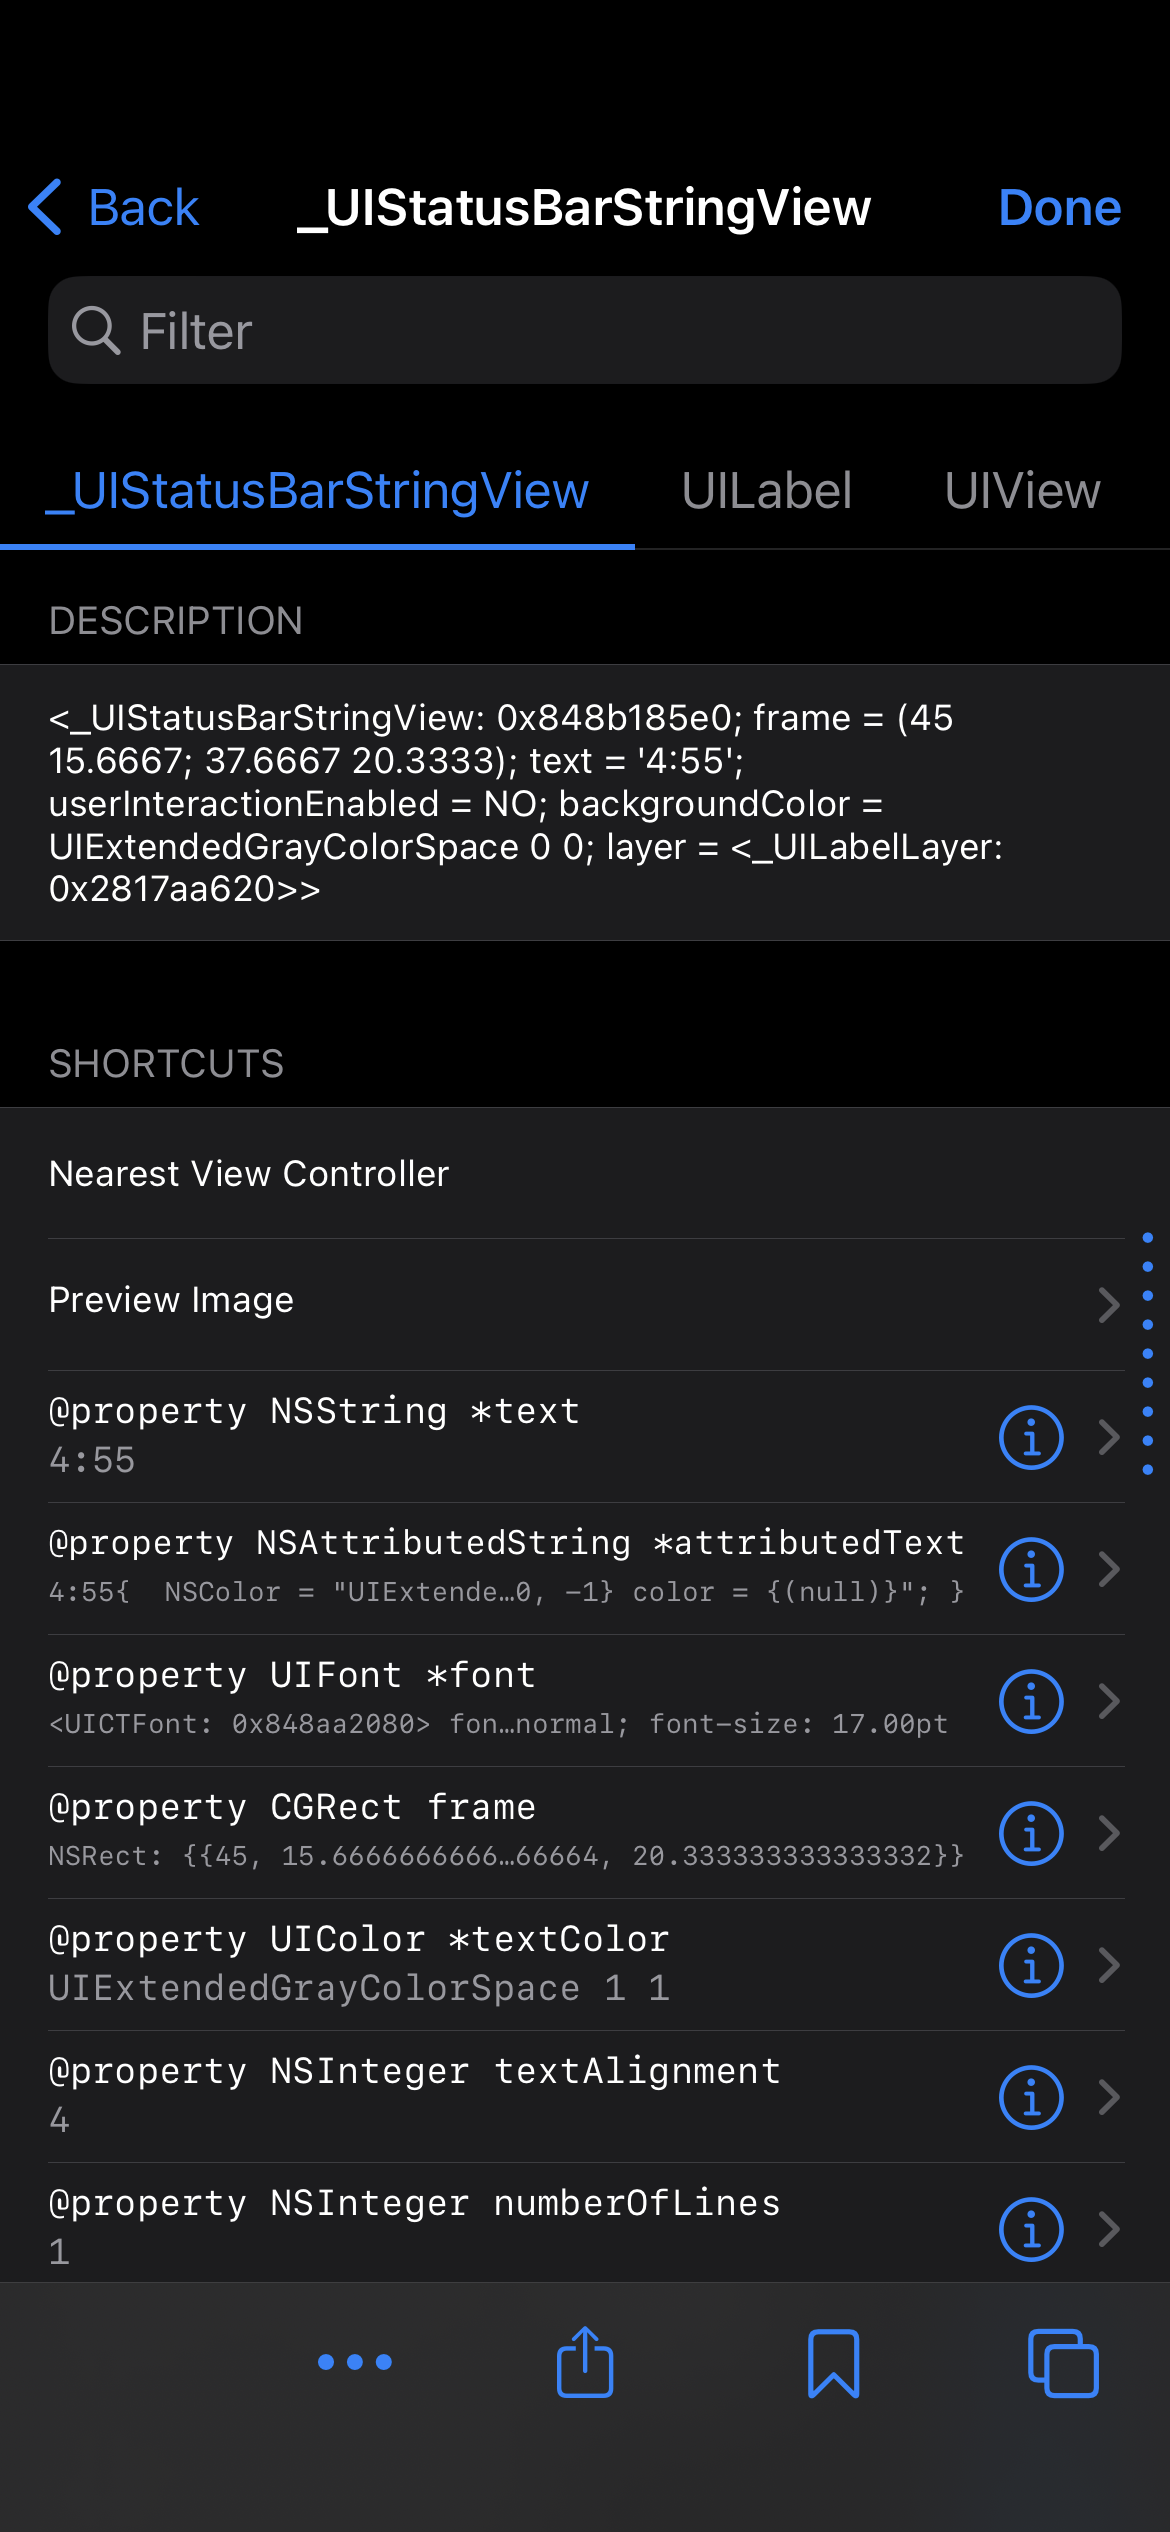 Back
_UIStatusBarStringView
Done
Filter
_UIStatusBarStringView
UILabel
UIView
DESCRIPTION
<_UIStatusBarStringView: 0x848b185e0; frame = (45
15.6667; 37.6667 20.3333); text = '4:55';
userInteractionEnabled = NO; backgroundColor =
UIExtendedGrayColorSpace 0 0; layer = <_UILabelLayer:
0x2817aa620>>
SHORTCUTS
Nearest View Controller
Preview Image
@property NSString *text
4:55
@property NSAttributedString *attributedText
4:55{  NSColor = "UIExtende…0, -1} color = {(null)}"; }
@property UIFont *font
<UICTFont: 0x848aa2080> fon…normal; font-size: 17.00pt
@property CGRect frame
NSRect: {{45, 15.6666666666…66664, 20.333333333333332}}
@property UIColor *textColor
UIExtendedGrayColorSpace 1 1
@property NSInteger textAlignment
4
@property NSInteger numberOfLines
1